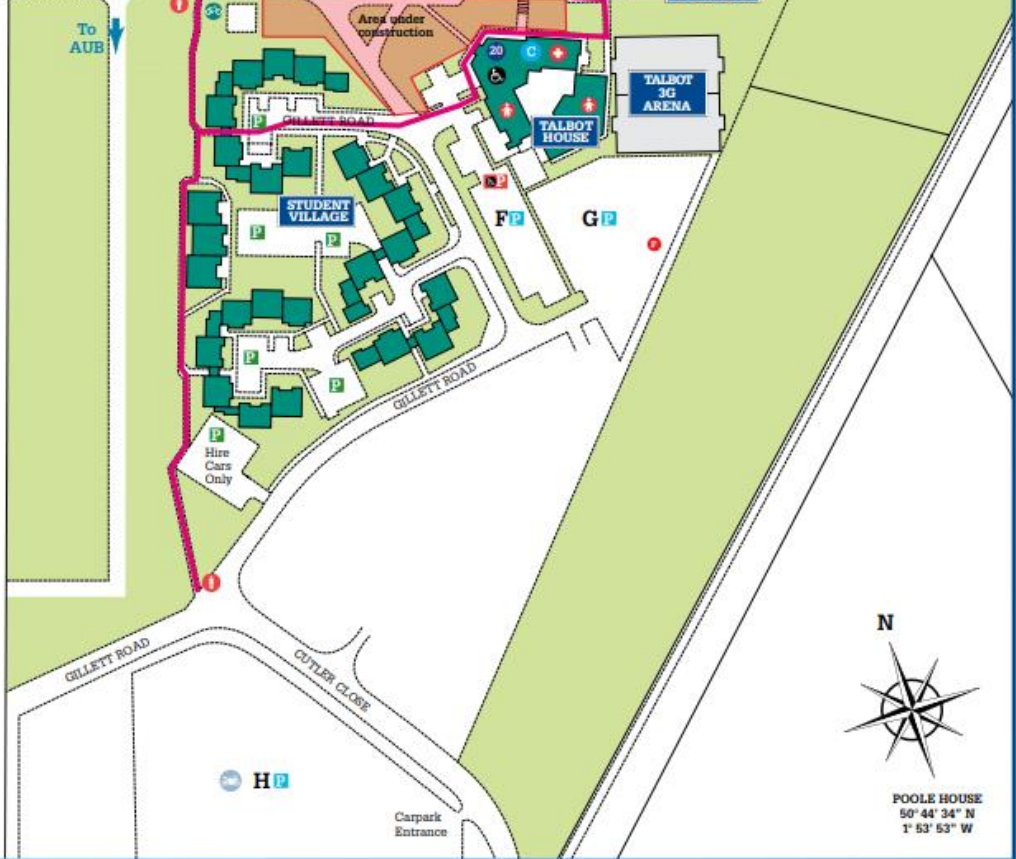 To
AUB
Area under
construction
20
C
TALBOT
3G
ARENA
TALBOT
HOUSE
P
GILLETT ROAD
P
STUDENT
VILLAGE
P
P
F P
G P
P
P
P
GILLETT ROAD
P
Hire
Cars
Only
GILLETT ROAD
CUTLER CLOSE
N
H P
Carpark
Entrance
POOLE HOUSE
50° 44' 34" N
1° 53' 53" W